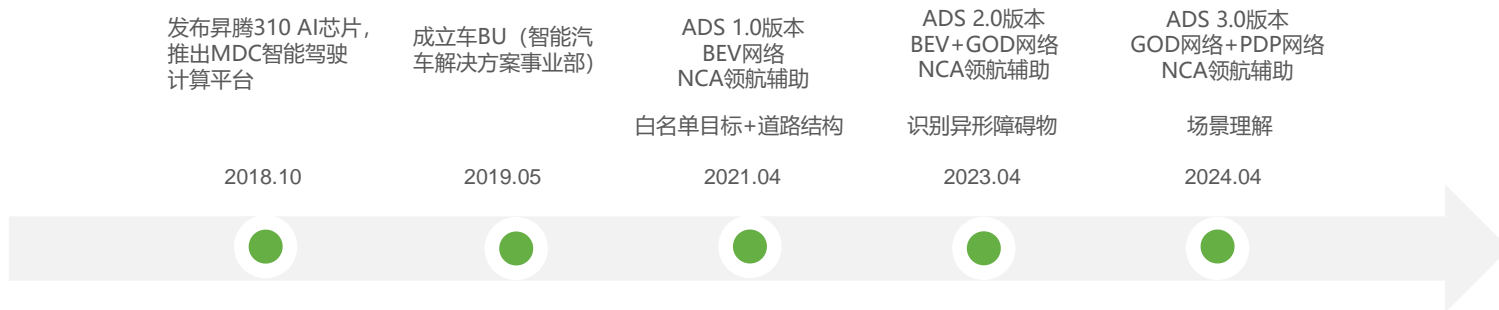 发布昇腾310 AI芯片，
推出MDC智能驾驶
计算平台
2018.10
成立车BU（智能汽
车解决方案事业部）
2019.05
ADS 1.0版本
BEV网络
NCA领航辅助
白名单目标+道路结构
2021.04
ADS 2.0版本
BEV+GOD网络
NCA领航辅助
识别异形障碍物
2023.04
ADS 3.0版本
GOD网络+PDP网络
NCA领航辅助
场景理解
2024.04